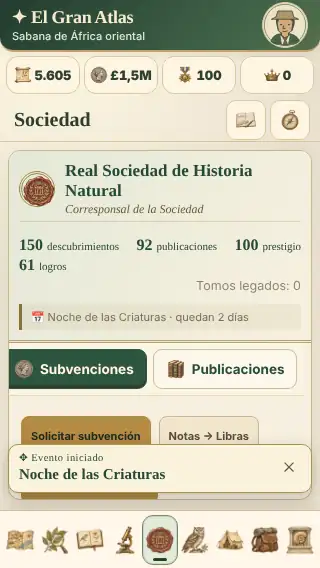 ✦ El Gran Atlas
Sabana de África oriental
5.605
£1,5M
100
0
Sociedad
Real Sociedad de Historia
Natural
Corresponsal de la Sociedad
150 descubrimientos 92 publicaciones 100 prestigio
61 logros
Tomos legados: 0
📅 Noche de las Criaturas · quedan 2 días
Subvenciones
Publicaciones
Solicitar subvención
Notas → Libras
✥ Evento iniciado
Noche de las Criaturas
×